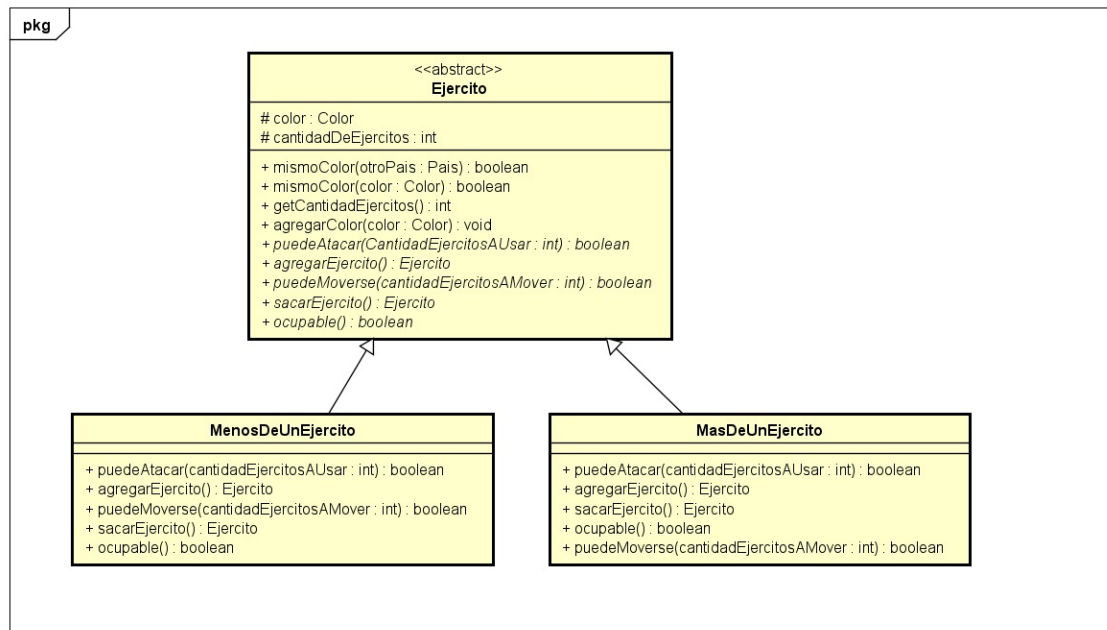 pkg
<<abstract>>
Ejercito
# color : Color
# cantidadDeEjercitos : int
+ mismoColor(otroPais : Pais) : boolean
+ mismoColor(color : Color) : boolean
+ getCantidadEjercitos() : int
+ agregarColor(color : Color) : void
+ puedeAtacar(CantidadEjercitosAUsar : int) : boolean
+ agregarEjercito() : Ejercito
+ puedeMoverse(cantidadEjercitosAMover : int) : boolean
+ sacarEjercito() : Ejercito
+ ocupable() : boolean
MenosDeUnEjercito
+ puedeAtacar(cantidadEjercitosAUsar : int) : boolean
+ agregarEjercito() : Ejercito
+ puedeMoverse(cantidadEjercitosAMover : int) : boolean
+ sacarEjercito() : Ejercito
+ ocupable() : boolean
MasDeUnEjercito
+ puedeAtacar(cantidadEjercitosAUsar : int) : boolean
+ agregarEjercito() : Ejercito
+ sacarEjercito() : Ejercito
+ ocupable() : boolean
+ puedeMoverse(cantidadEjercitosAMover : int) : boolean